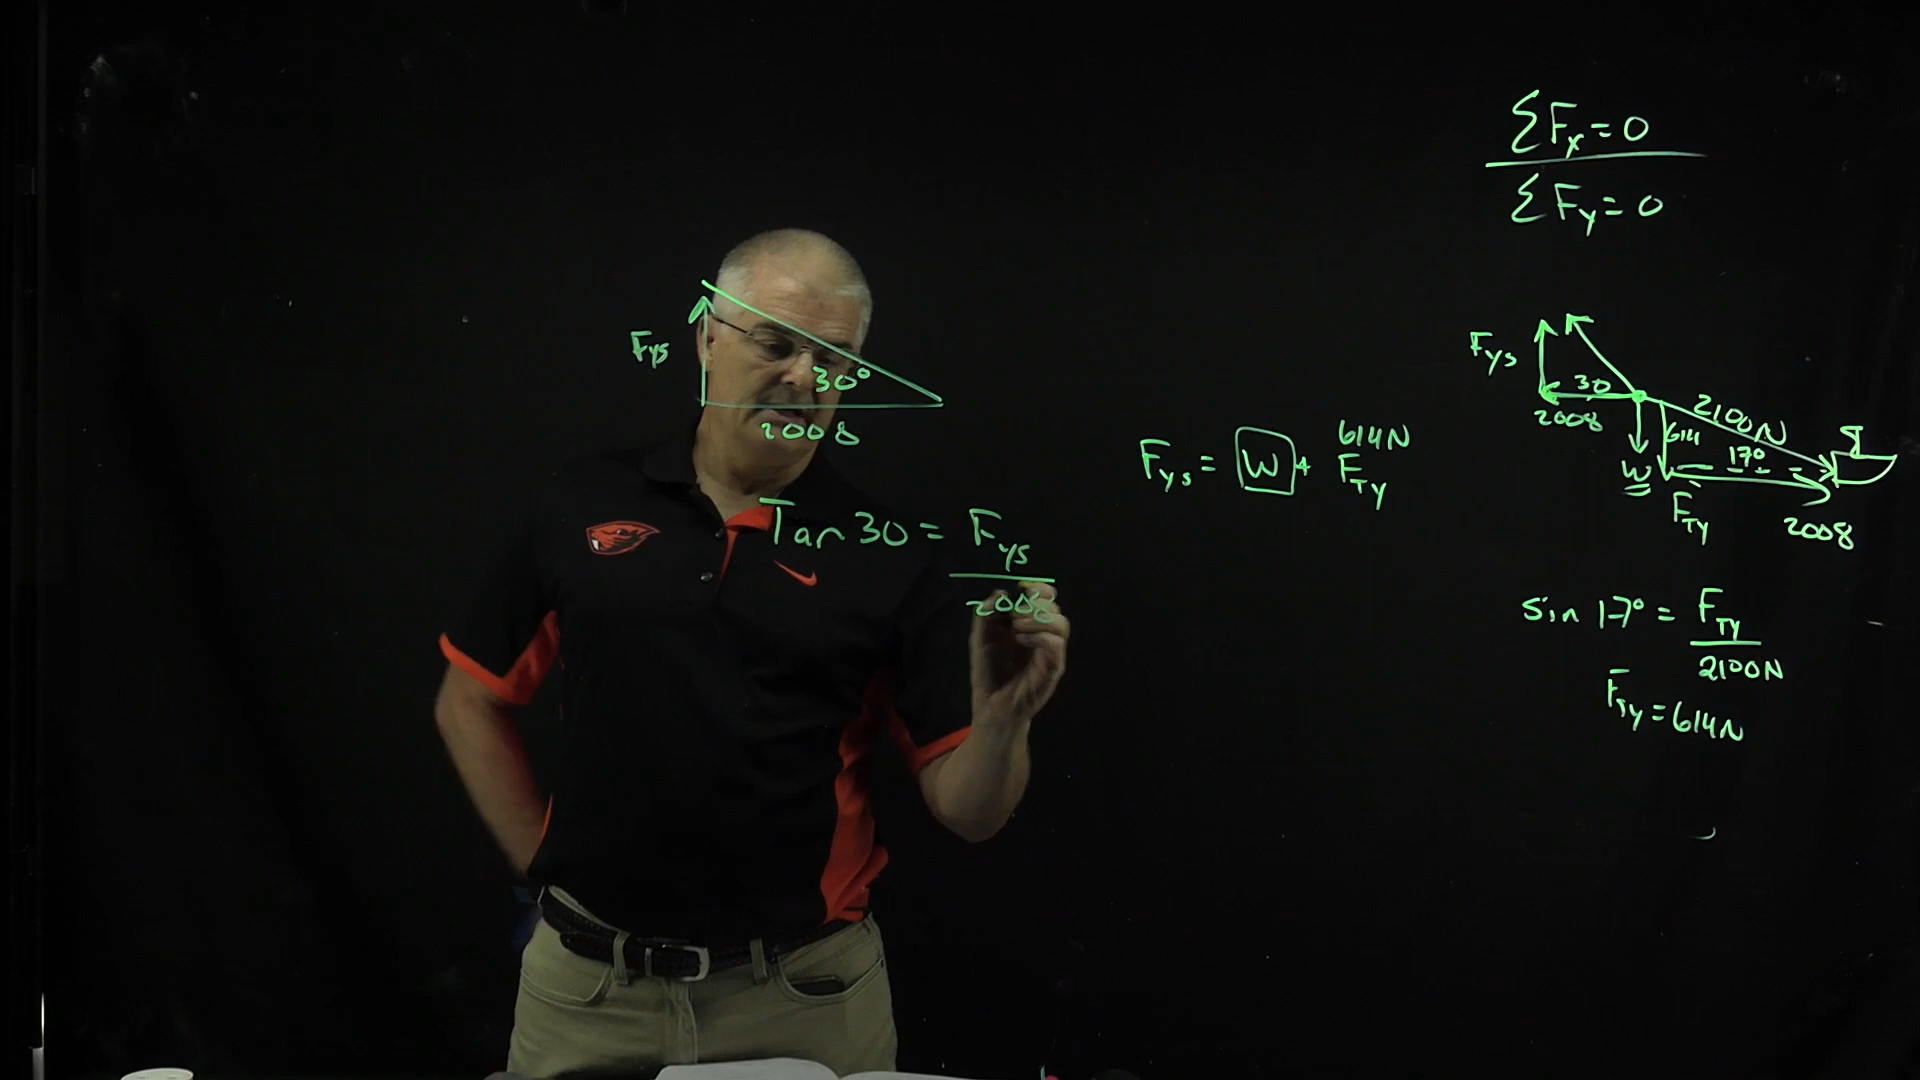 ΣFx=0
ΣFy=0
Fys
30°
2008
Tan 30 = Fys
2008
Fys = W + FTy
614N
Fys
30
2008
W
614
2100N
17°
FTy
2008
sin 17° = FTy
2100N
FTy = 614N